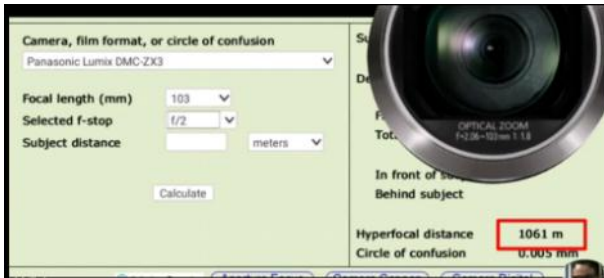 Camera, film format, or circle of confusion
Panasonic Lumix DMC-ZX3
Focal length (mm) 103
Selected f-stop f/2
Subject distance meters
Calculate
OPTICAL ZOOM
In front of
Behind subject
Hyperfocal distance 1061 m
Circle of confusion 0.005 mm